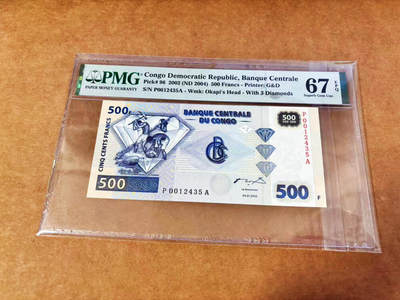 PMG Congo Democratic Republic, Banque Centrale
PAPER MONEY GUARANTY
Pick# 96 2002 (ND 2004) 500 Francs - Printer: G&D
S/N P0012435A - Wmk: Okapi's Head - With 3 Diamonds
67 EPQ
Superb Gem Unc
500
BANQUE CENTRALE
DU CONGO
500
CINQ CENTS FRANCS
P 0012435 A
500
P 0012435 A
500 F